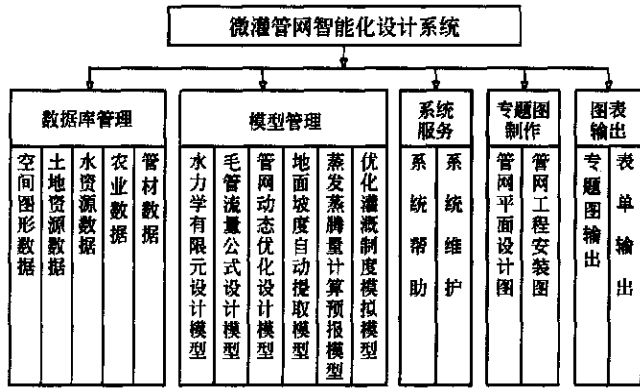 微灌管网智能化设计系统
数据库管理
模型管理
系统
服务
专题图
制作
图表
输出
空间图形数据
土地资源数据
水资源数据
农业数据
管材数据
水力学有限元设计模型
毛管流量公式设计模型
管网动态优化设计模型
地面坡度自动提取模型
蒸发蒸腾量计算预报模型
优化灌溉制度模拟模型
系统帮助
系统维护
管网平面设计图
管网工程安装图
专题图输出
表单输出